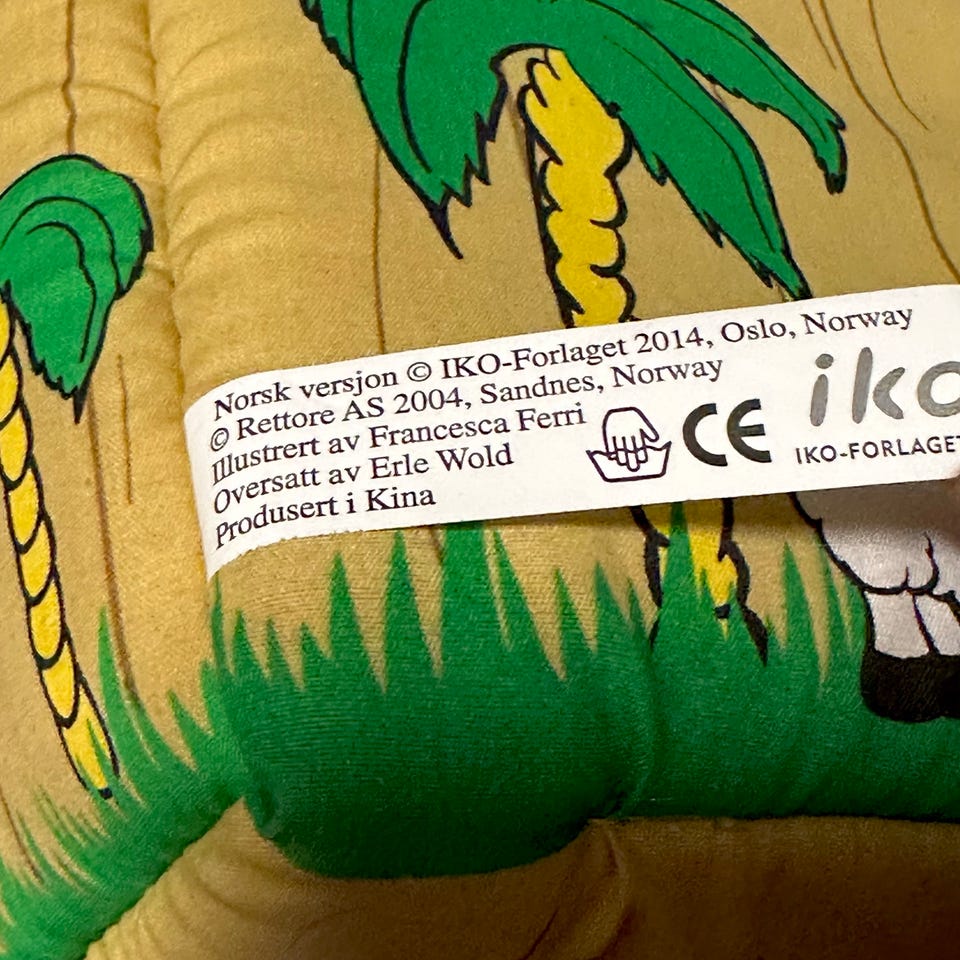 Norsk versjon © IKO-Forlaget 2014, Oslo, Norway
© Rettore AS 2004, Sandnes, Norway
Illustrert av Francesca Ferri
Oversatt av Erle Wold
Produsert i Kina
CE
iko
IKO-FORLAGET